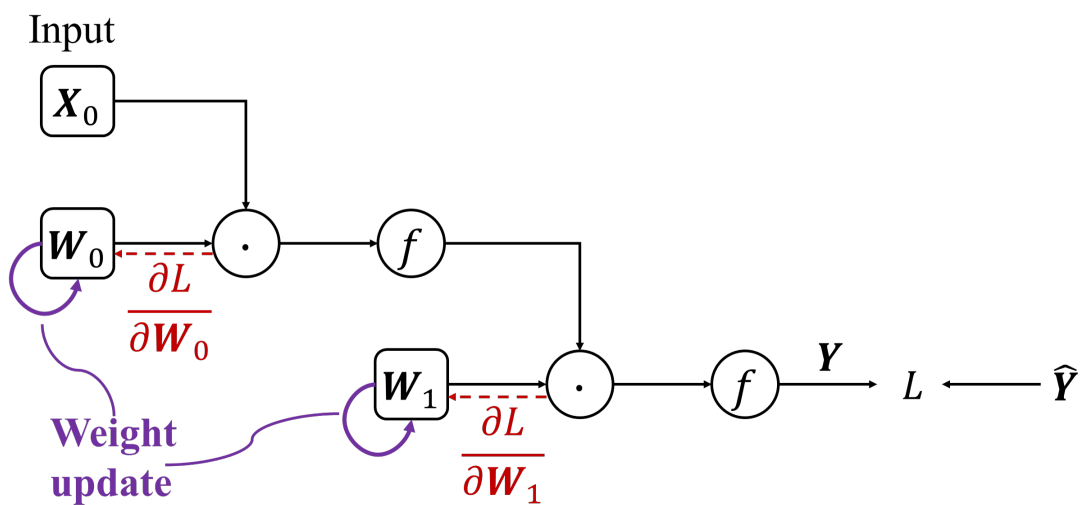 Input
X₀
W₀ · f
∂L
∂W₀
W₁ · f Y L Ŷ
∂L
∂W₁
Weight
update